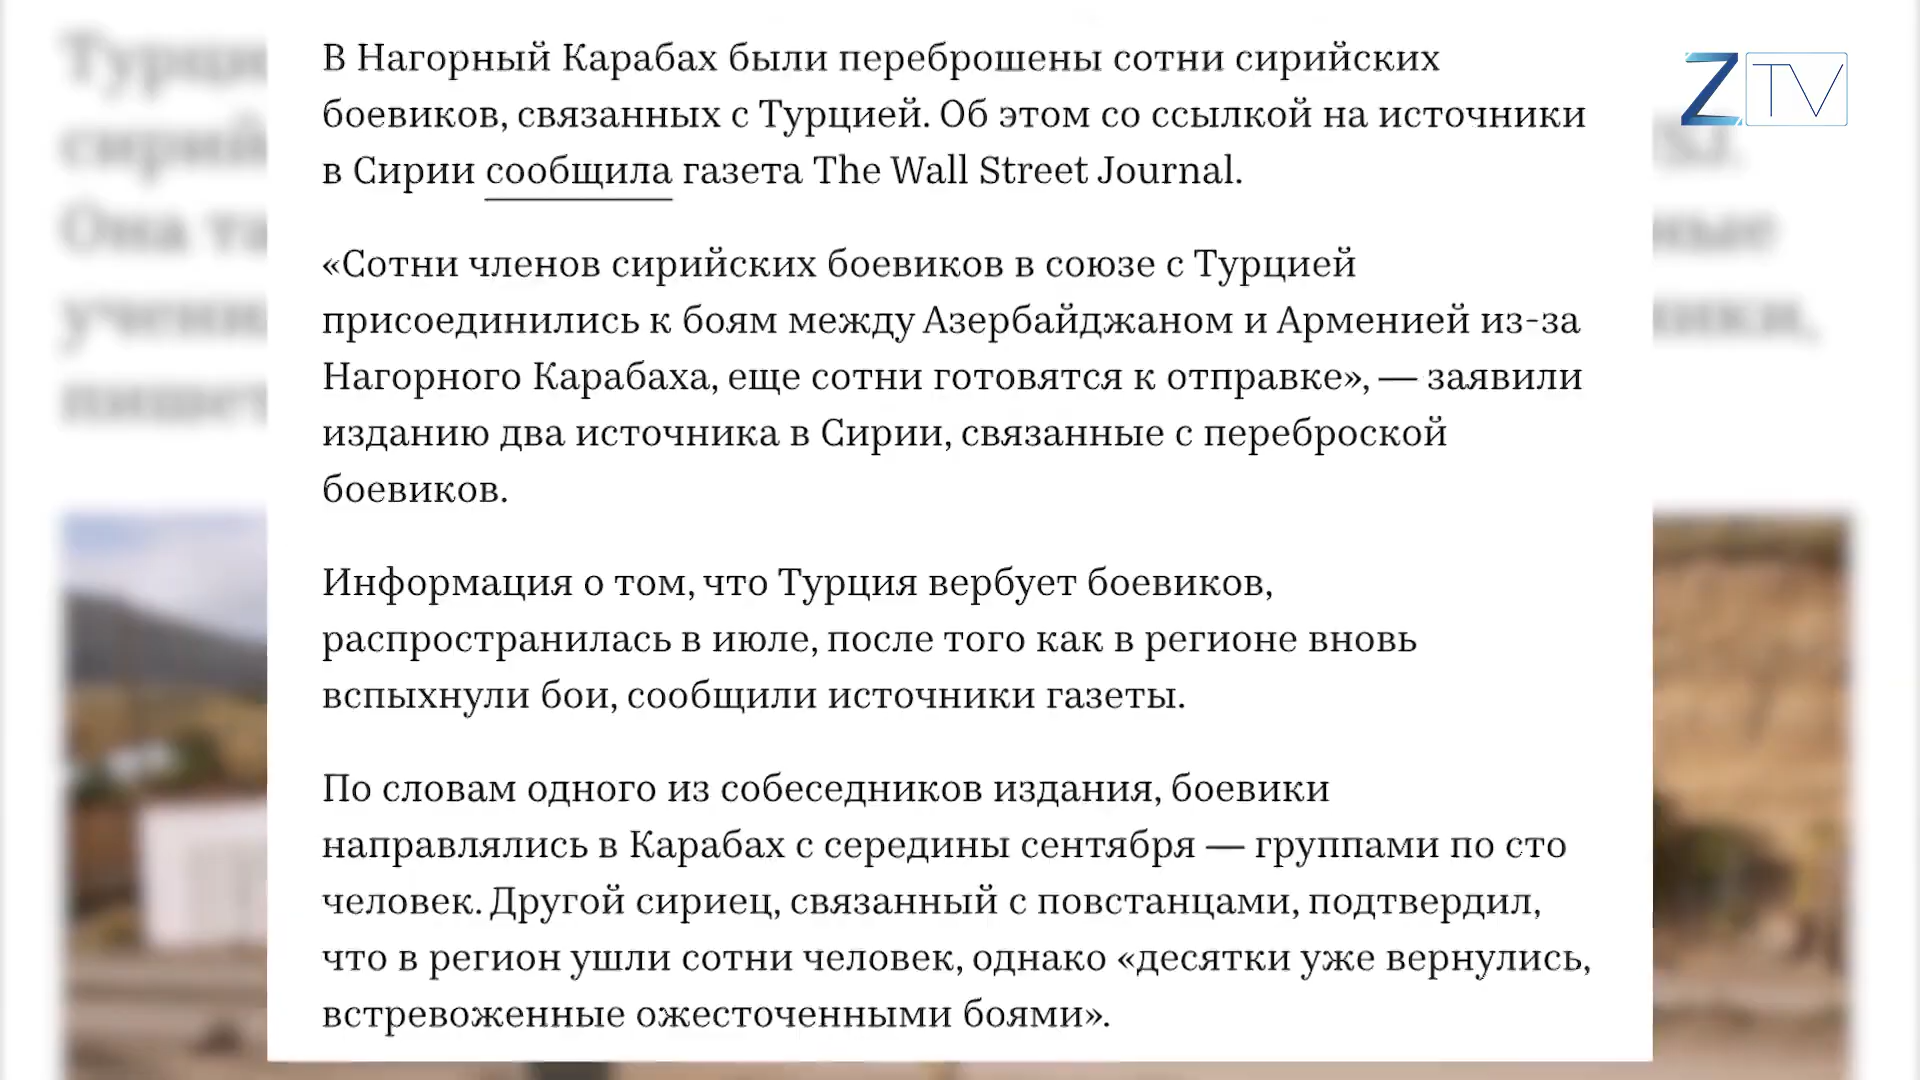 В Нагорный Карабах были переброшены сотни сирийских
боевиков, связанных с Турцией. Об этом со ссылкой на источники
в Сирии сообщила газета The Wall Street Journal.
«Сотни членов сирийских боевиков в союзе с Турцией
присоединились к боям между Азербайджаном и Арменией из-за
Нагорного Карабаха, еще сотни готовятся к отправке», — заявили
изданию два источника в Сирии, связанные с переброской
боевиков.
Информация о том, что Турция вербует боевиков,
распространилась в июле, после того как в регионе вновь
вспыхнули бои, сообщили источники газеты.
По словам одного из собеседников издания, боевики
направлялись в Карабах с середины сентября — группами по сто
человек. Другой сириец, связанный с повстанцами, подтвердил,
что в регион ушли сотни человек, однако «десятки уже вернулись,
встревоженные ожесточенными боями».
ZTV